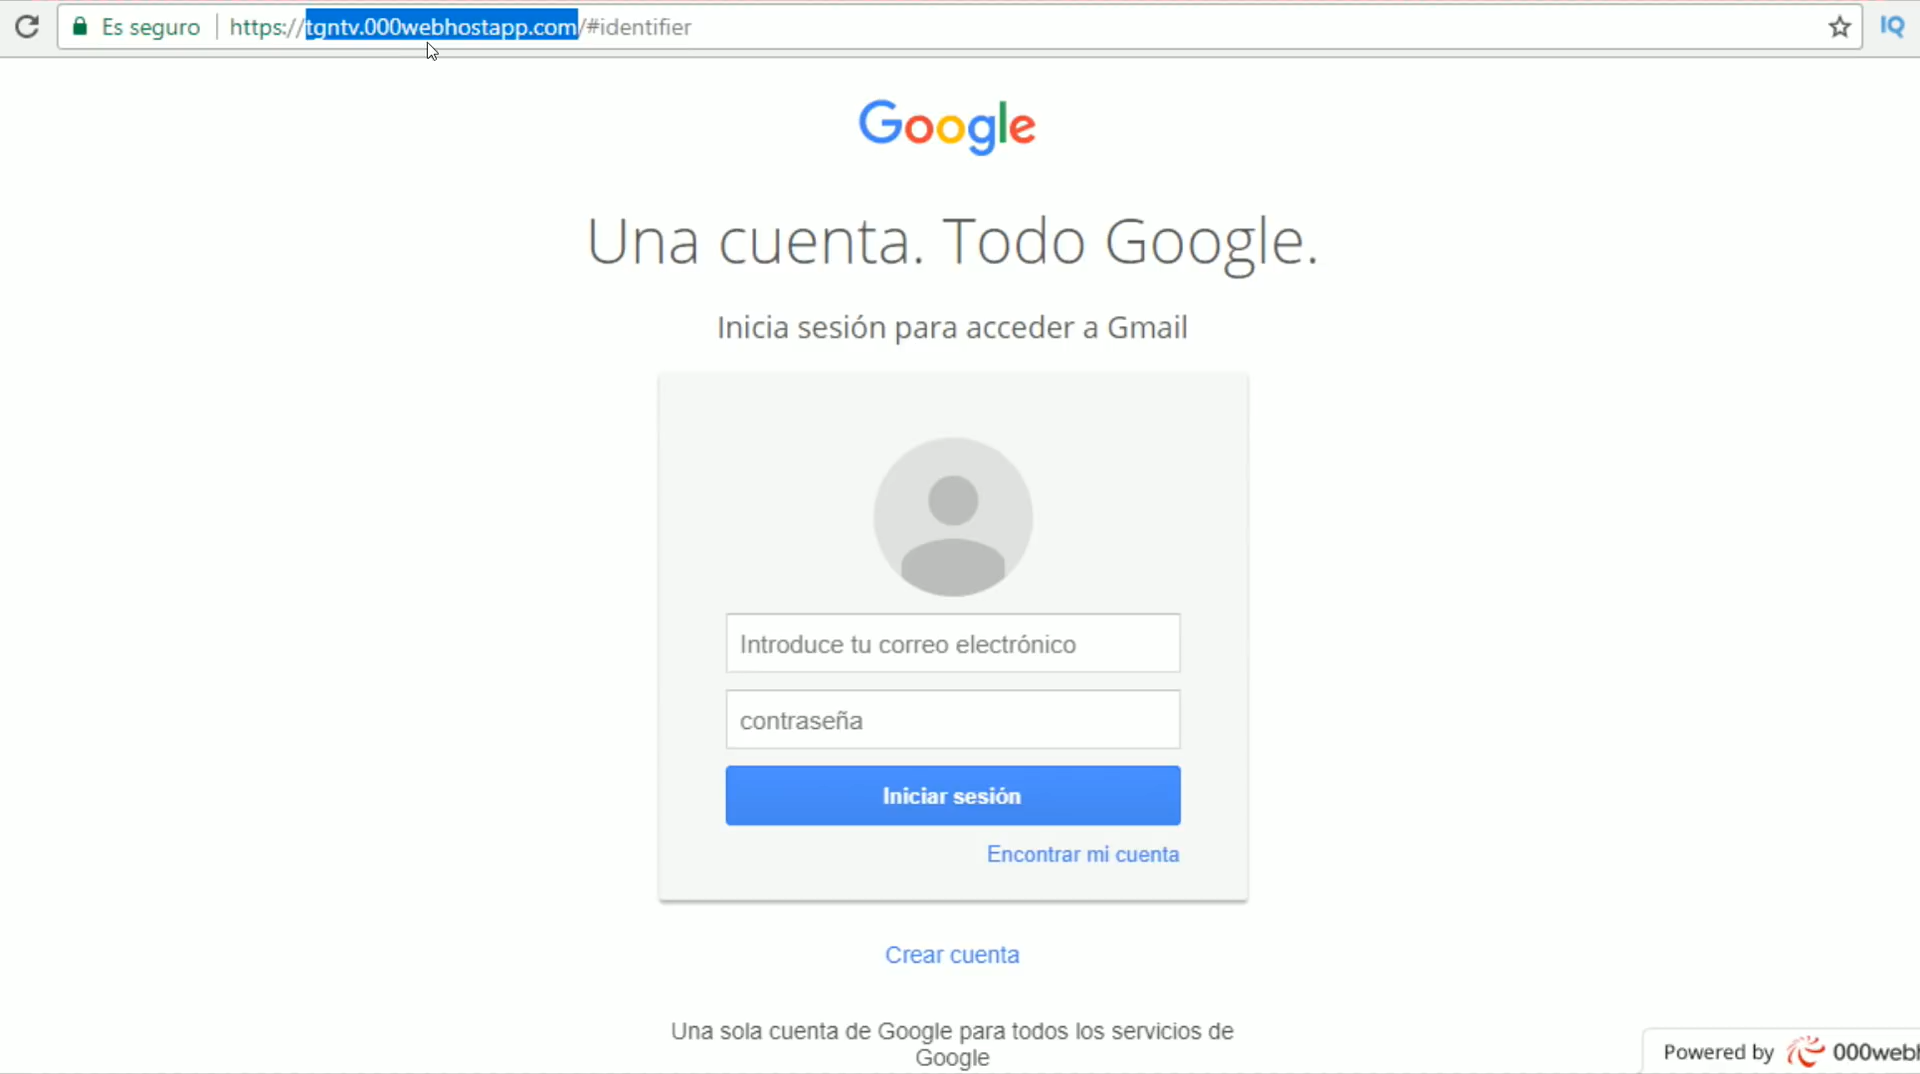 Es seguro https://tgntv.000webhostapp.com/#identifier IQ
Google
Una cuenta. Todo Google.
Inicia sesión para acceder a Gmail
Introduce tu correo electrónico
contraseña
Iniciar sesión
Encontrar mi cuenta
Crear cuenta
Una sola cuenta de Google para todos los servicios de
Google
Powered by 000webh